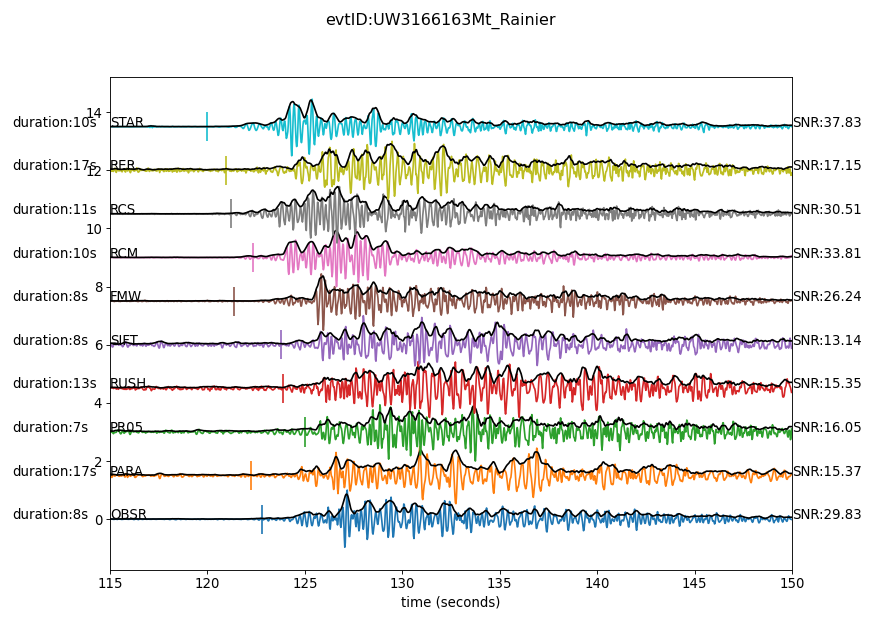 evtID:UW3166163Mt_Rainier
14
duration:10s STAR SNR:37.83
duration:17s RER SNR:17.15
12
duration:11s RCS SNR:30.51
10
duration:10s RCM SNR:33.81
8
duration:8s FMW SNR:26.24
duration:8s SIFT SNR:13.14
6
duration:13s RUSH SNR:15.35
4
duration:7s PR05 SNR:16.05
2
duration:17s PARA SNR:15.37
duration:8s OBSR SNR:29.83
0
115 120 125 130 135 140 145 150
time (seconds)